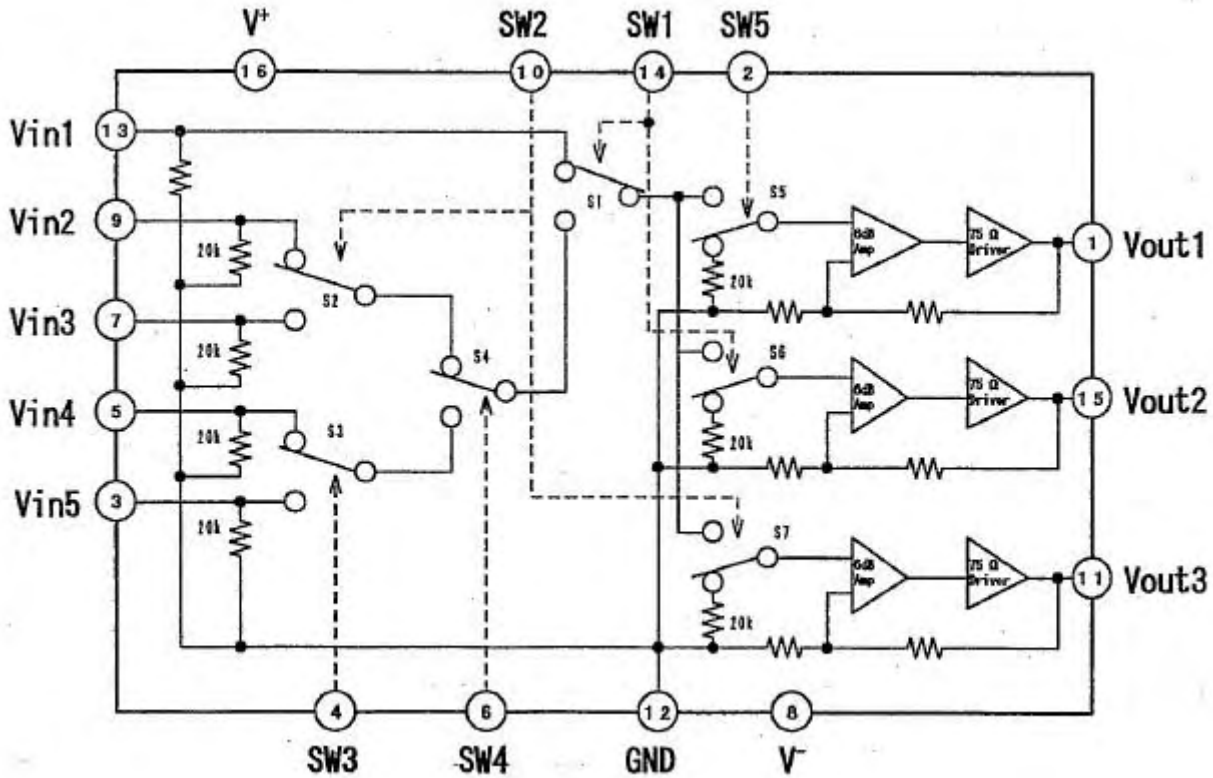 V+ SW2 SW1 SW5
16 10 14 2
Vin1 13
S1
Vin2 9
20k
S2
S5
6dB Amp
75 Ω Driver
1 Vout1
20k
Vin3 7
20k
S4
S6
6dB Amp
75 Ω Driver
15 Vout2
Vin4 5
20k
S3
20k
Vin5 3
20k
S7
6dB Amp
75 Ω Driver
11 Vout3
20k
4 6 12 8
SW3 SW4 GND V-